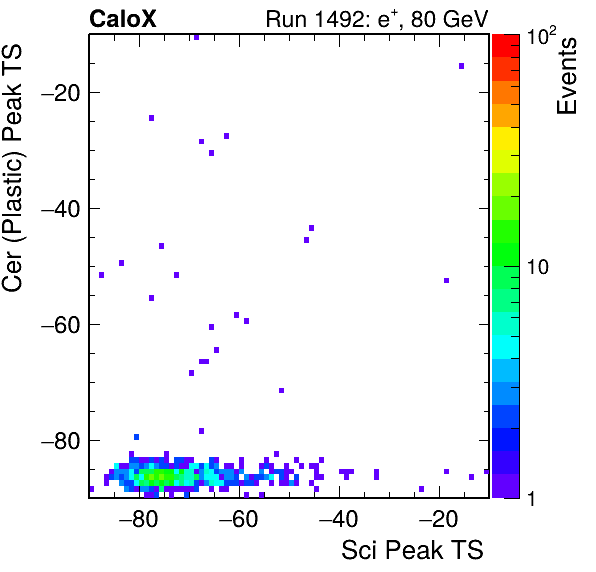 CaloX Run 1492: e⁺, 80 GeV
Cer (Plastic) Peak TS
−20
−40
−60
−80
−80 −60 −40 −20
Sci Peak TS
10²
10
1
Events